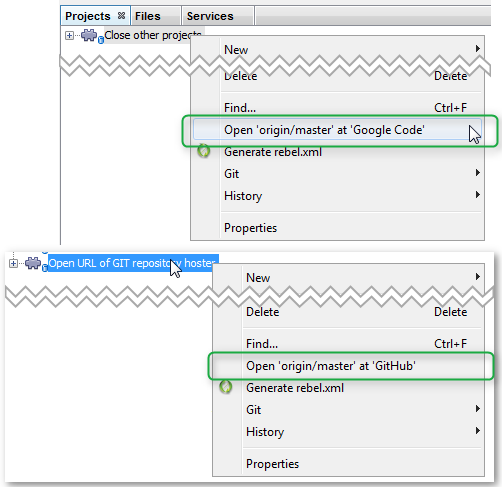 Projects Files Services
Close other projects
New
Delete Delete
Find... Ctrl+F
Open 'origin/master' at 'Google Code'
Generate rebel.xml
Git
History
Properties
Open URL of GIT repository hoster
New
Delete Delete
Find... Ctrl+F
Open 'origin/master' at 'GitHub'
Generate rebel.xml
Git
History
Properties